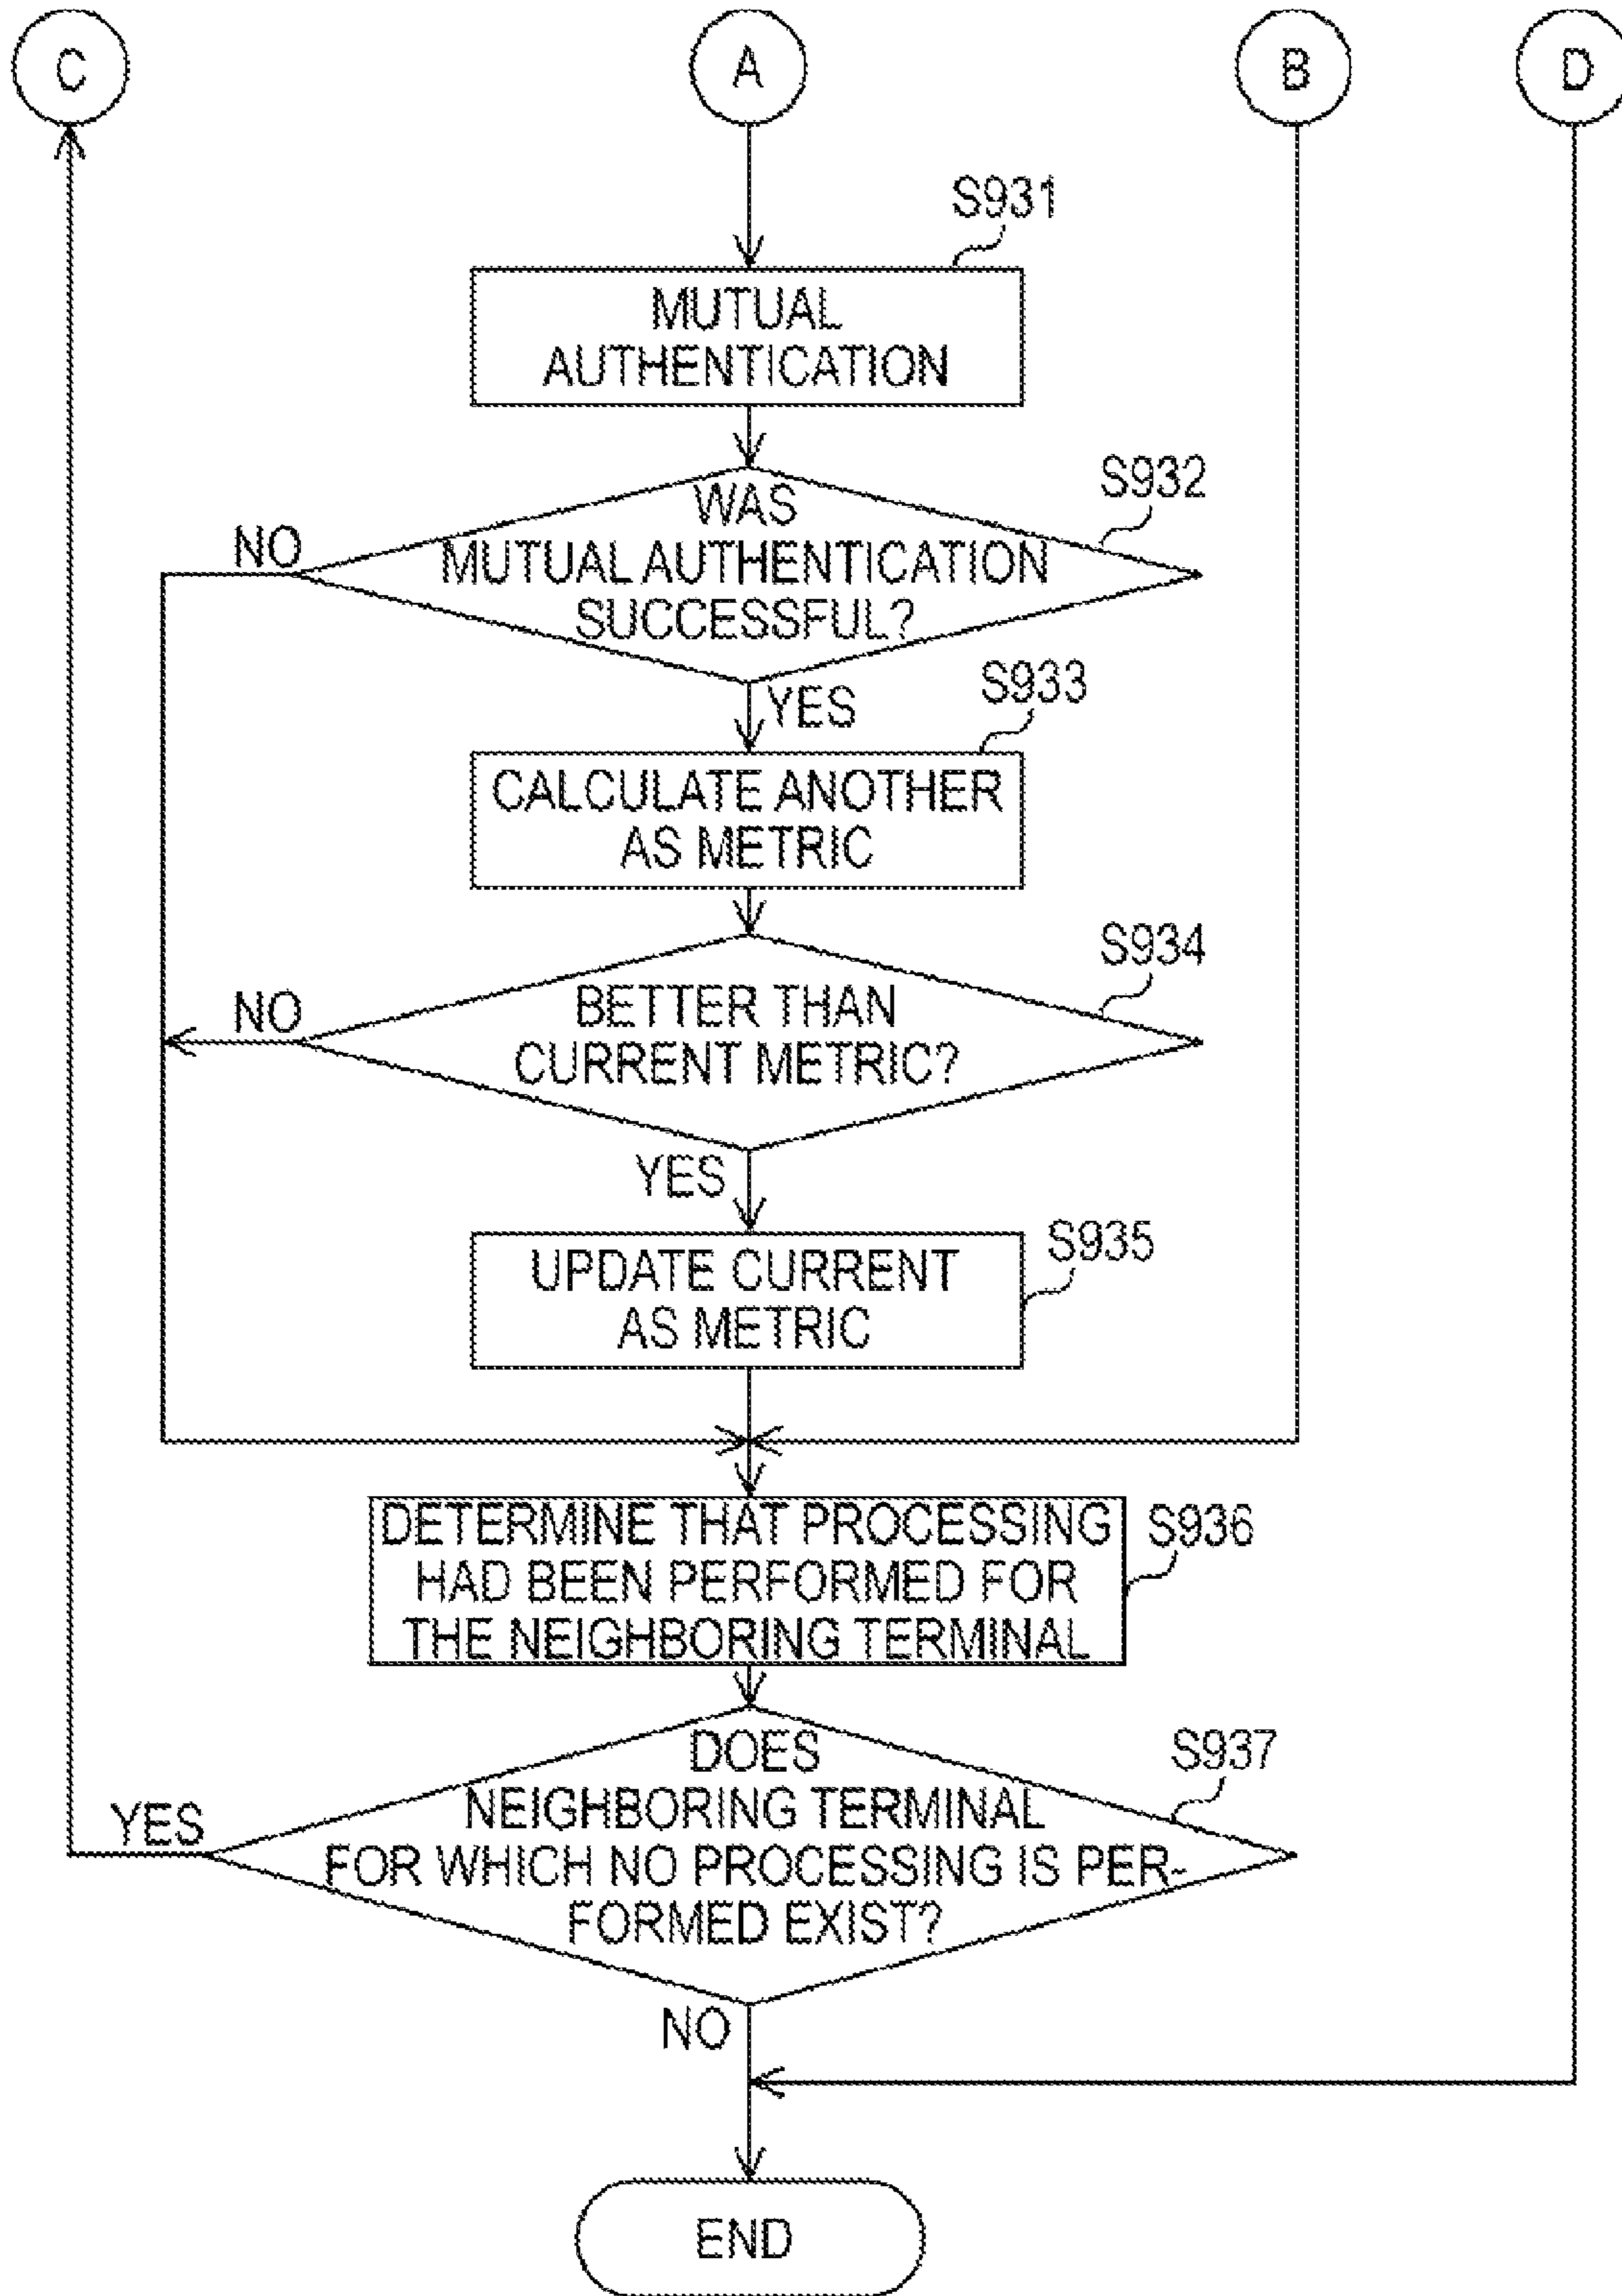 C
A
B
D
S931
MUTUAL
AUTHENTICATION
S932
NO
WAS
MUTUAL AUTHENTICATION
SUCCESSFUL?
YES
S933
CALCULATE ANOTHER
AS METRIC
S934
NO
BETTER THAN
CURRENT METRIC?
YES
S935
UPDATE CURRENT
AS METRIC
DETERMINE THAT PROCESSING
HAD BEEN PERFORMED FOR
THE NEIGHBORING TERMINAL
S936
S937
YES
DOES
NEIGHBORING TERMINAL
FOR WHICH NO PROCESSING IS PER-
FORMED EXIST?
NO
END